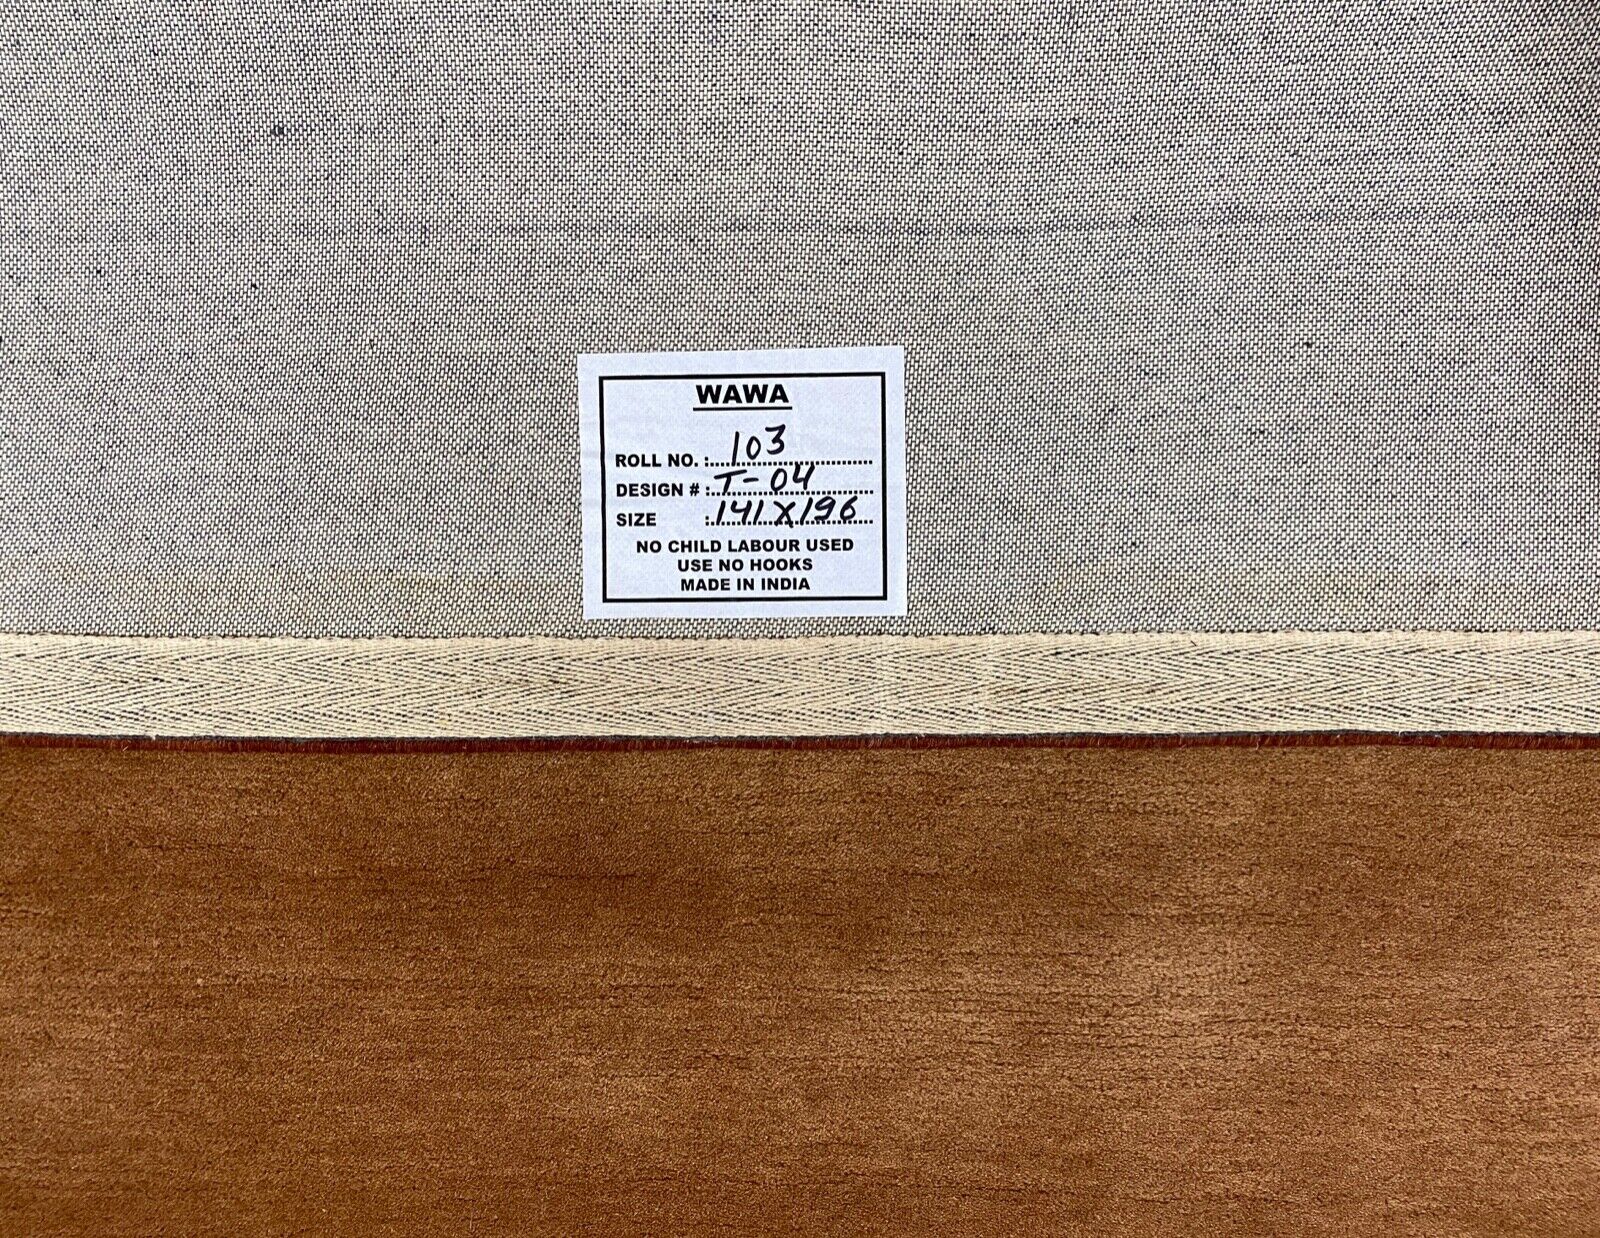 WAWA
ROLL NO. : 103
DESIGN # : T-04
SIZE : 141X196
NO CHILD LABOUR USED
USE NO HOOKS
MADE IN INDIA